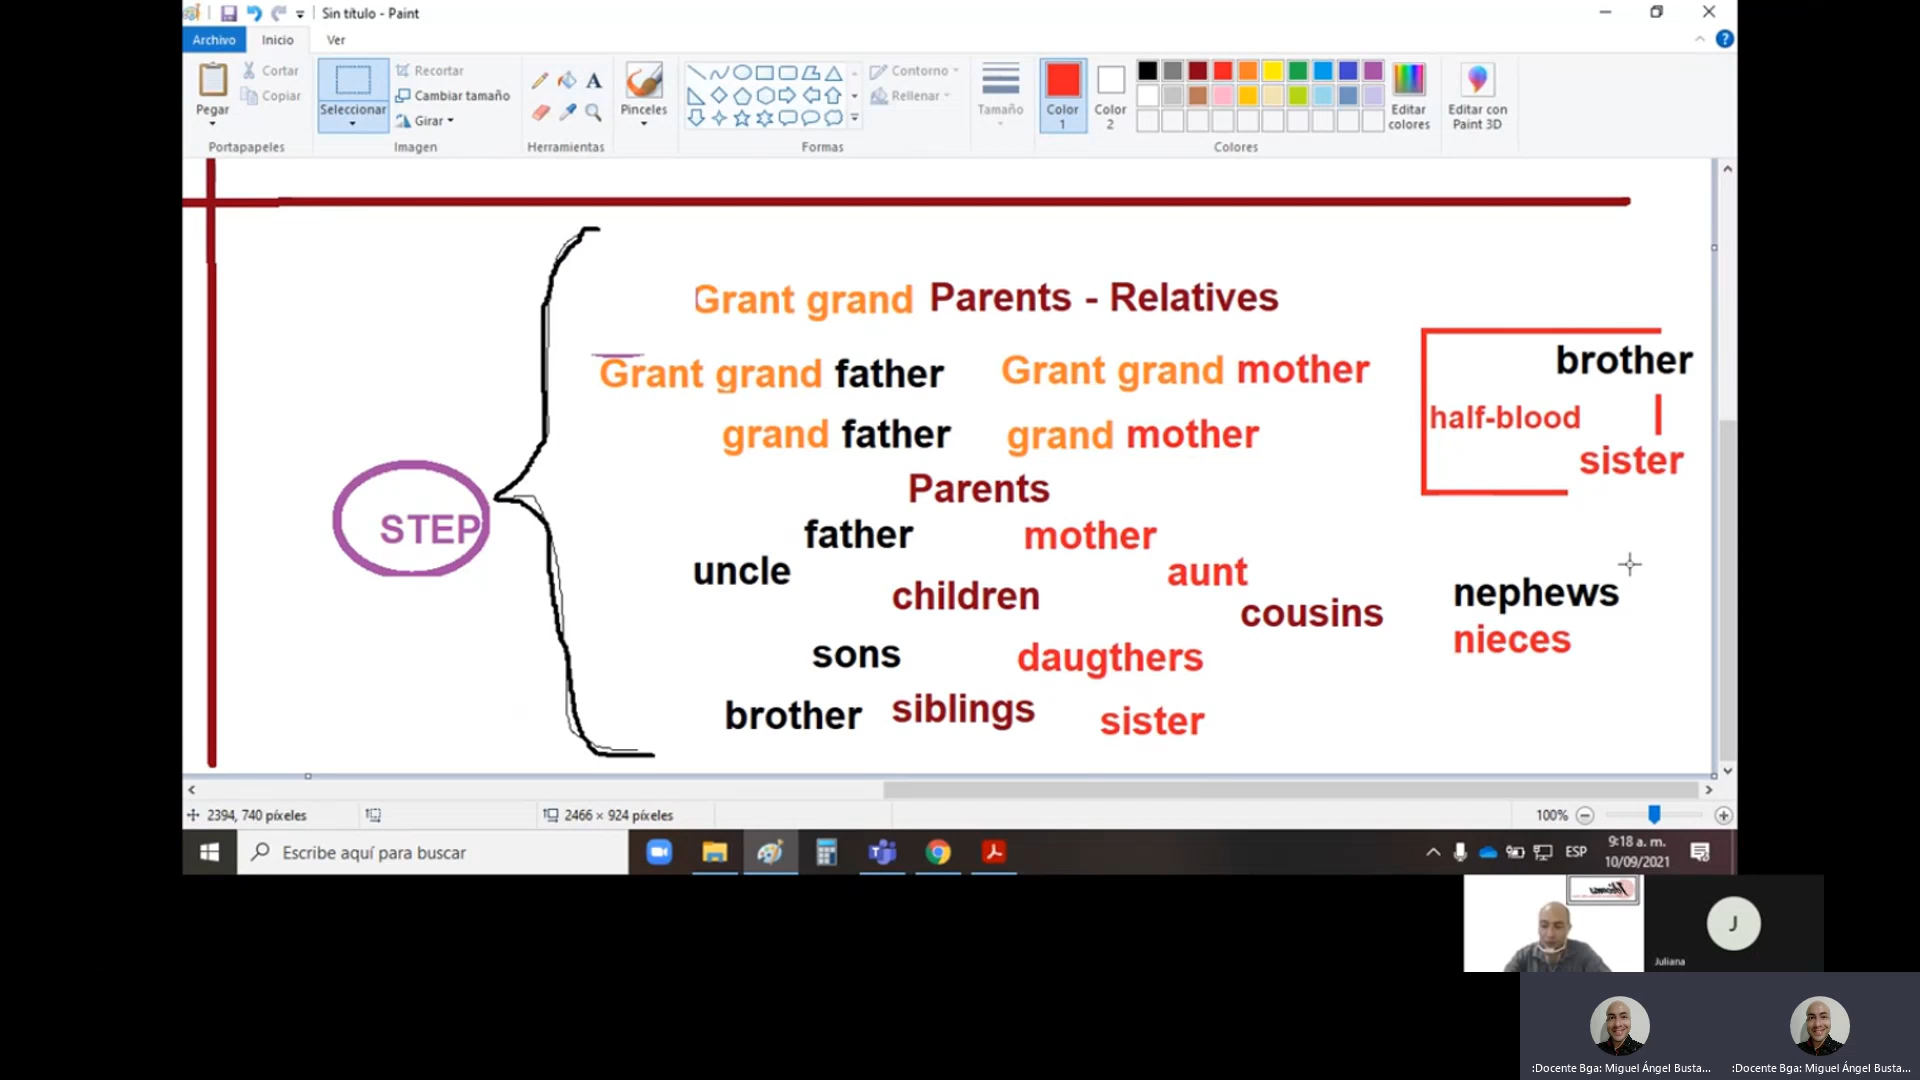 Sin título - Paint
Archivo Inicio Ver
Pegar Cortar Copiar Seleccionar Recortar Cambiar tamaño Girar Pinceles Contorno Rellenar Tamaño Color 1 Color 2 Editar colores Editar con Paint 3D
Portapapeles Imagen Herramientas Formas Colores
Grant grand Parents - Relatives
Grant grand father Grant grand mother
grand father grand mother
brother
half-blood
sister
STEP
Parents
father mother
uncle aunt
children cousins
nephews
nieces
sons daugthers
brother siblings sister
2394, 740 píxeles 2466 × 924 píxeles 100%
Escribe aquí para buscar ESP 9:18 a. m.
10/09/2021
J
Juliana
:Docente Bga: Miguel Ángel Busta... :Docente Bga: Miguel Ángel Busta...